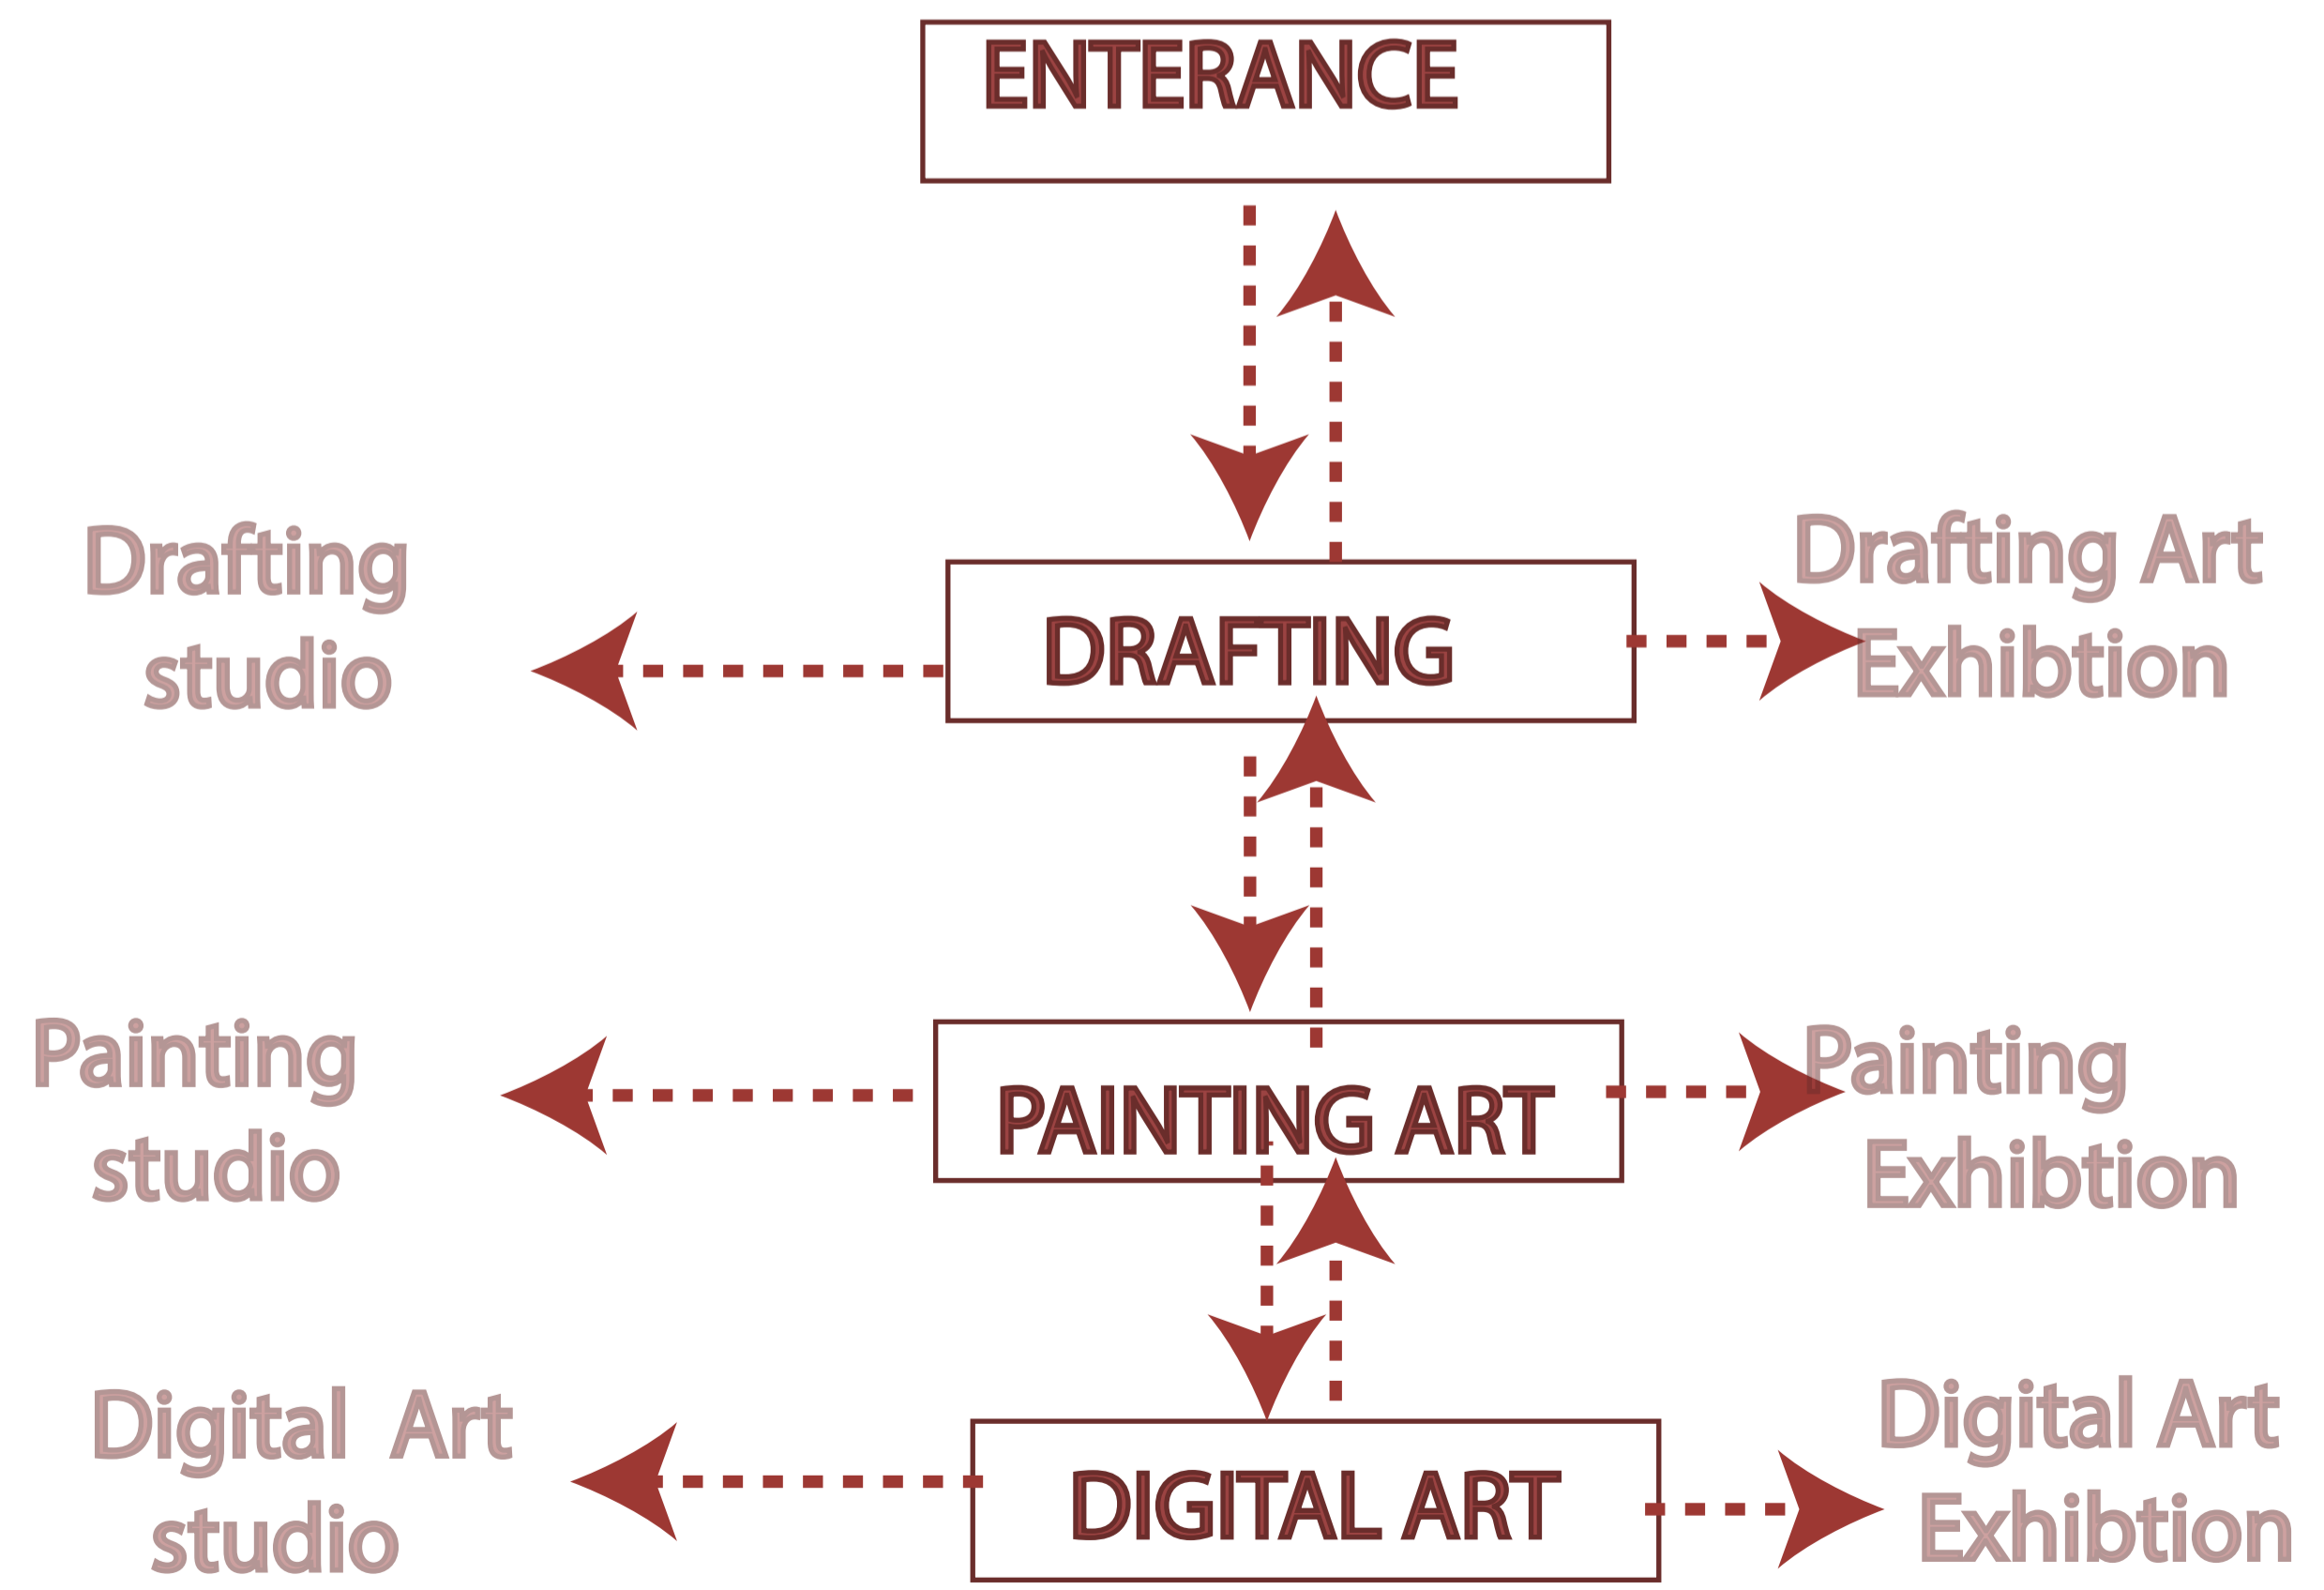 ENTERANCE
Drafting
studio
DRAFTING
Drafting Art
Exhibtion
Painting
studio
PAINTING ART
Painting
Exhibtion
Digital Art
studio
DIGITAL ART
Digital Art
Exhibtion